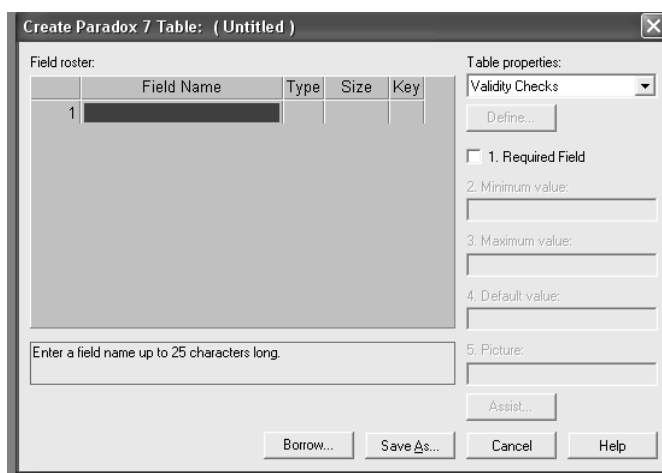 Create Paradox 7 Table: ( Untitled )
Field roster:
Field Name Type Size Key
1
Enter a field name up to 25 characters long.
Table properties:
Validity Checks
Define...
1. Required Field
2. Minimum value:
3. Maximum value:
4. Default value:
5. Picture:
Assist...
Borrow... Save As... Cancel Help